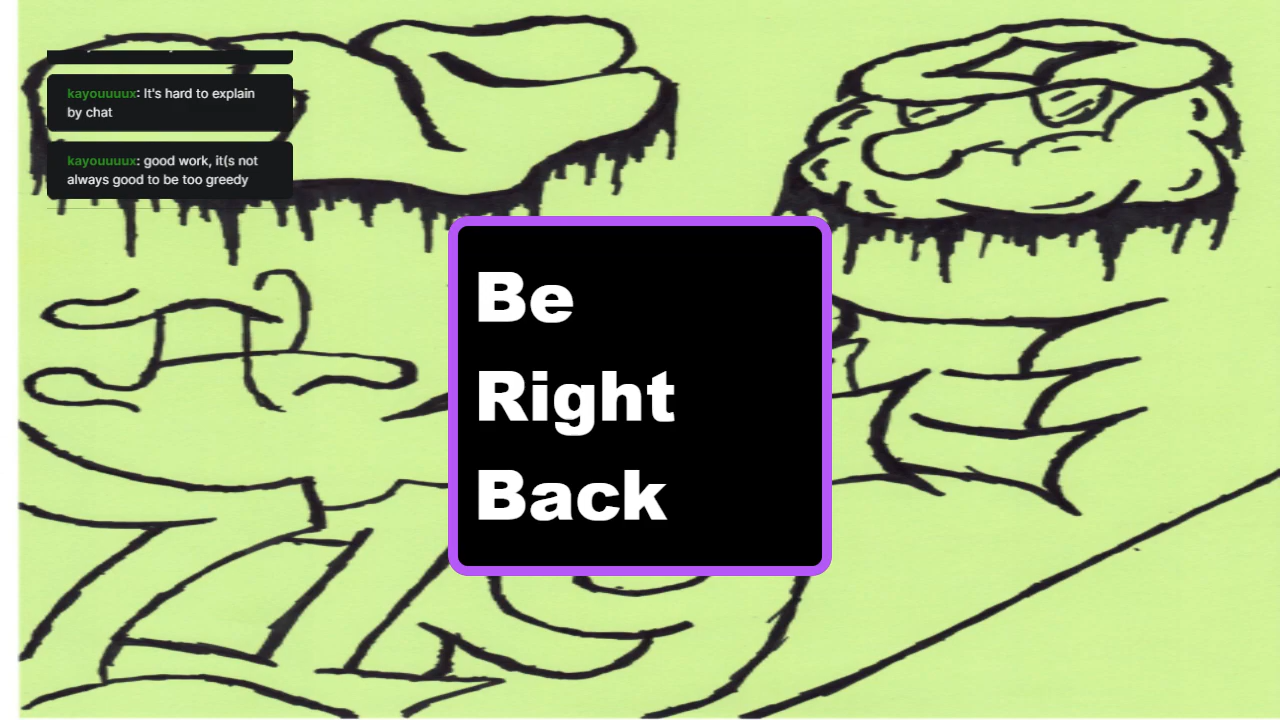 kayouuuux: It's hard to explain
by chat
kayouuuux: good work, it(s not
always good to be too greedy
Be
Right
Back